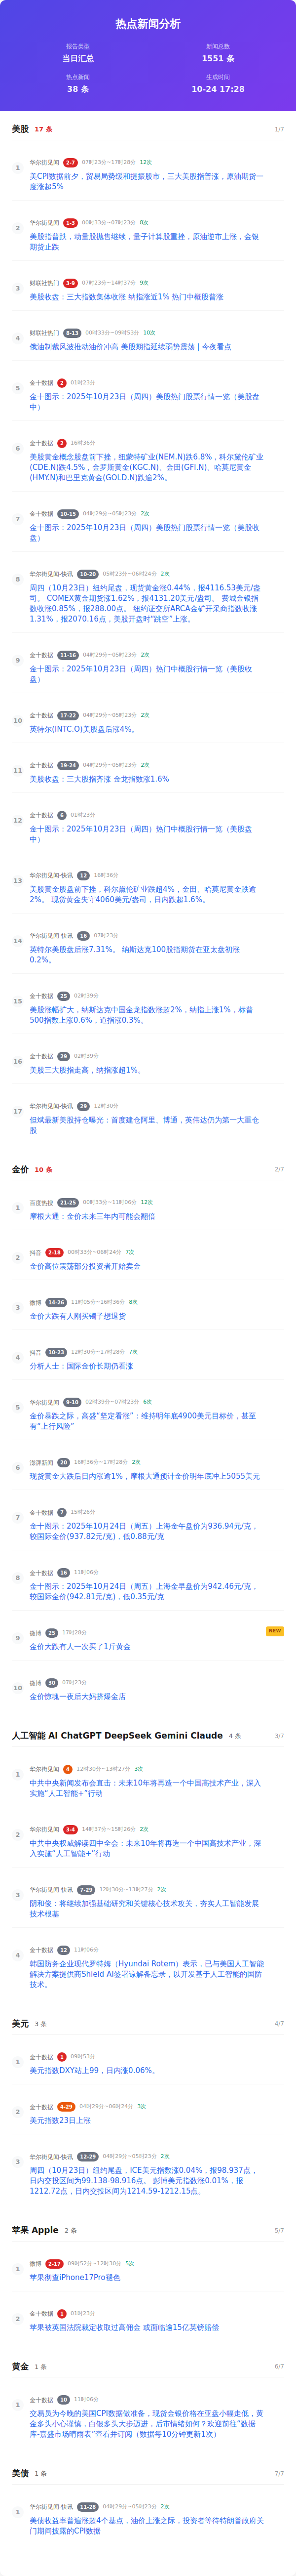 热点新闻分析
报告类型
当日汇总
新闻总数
1551 条
热点新闻
38 条
生成时间
10-24 17:28
美股 17 条 1/7
1
华尔街见闻 2-7 07时23分~17时28分 12次
美CPI数据前夕，贸易局势缓和提振股市，三大美股指普涨，原油期货一
度涨超5%
2
华尔街见闻 1-3 00时33分~07时23分 8次
美股指普跌，动量股抛售继续，量子计算股重挫，原油逆市上涨，金银
期货止跌
3
财联社热门 3-9 07时23分~14时37分 9次
美股收盘：三大指数集体收涨 纳指涨近1% 热门中概股普涨
4
财联社热门 8-13 00时33分~09时53分 10次
俄油制裁风波推动油价冲高 美股期指延续弱势震荡 | 今夜看点
5
金十数据 2 01时23分
金十图示：2025年10月23日（周四）美股热门股票行情一览（美股盘
中）
6
金十数据 2 16时36分
美股黄金概念股盘前下挫，纽蒙特矿业(NEM.N)跌6.8%，科尔黛伦矿业
(CDE.N)跌4.5%，金罗斯黄金(KGC.N)、金田(GFI.N)、哈莫尼黄金
(HMY.N)和巴里克黄金(GOLD.N)跌逾2%。
7
金十数据 10-15 04时29分~05时23分 2次
金十图示：2025年10月23日（周四）美股热门股票行情一览（美股收
盘）
8
华尔街见闻-快讯 10-20 05时23分~06时24分 2次
周四（10月23日）纽约尾盘，现货黄金涨0.44%，报4116.53美元/盎
司。 COMEX黄金期货涨1.62%，报4131.20美元/盎司。 费城金银指
数收涨0.85%，报288.00点。 纽约证交所ARCA金矿开采商指数收涨
1.31%，报2070.16点，美股开盘时“跳空”上涨。
9
金十数据 11-16 04时29分~05时23分 2次
金十图示：2025年10月23日（周四）热门中概股行情一览（美股收
盘）
10
金十数据 17-22 04时29分~05时23分 2次
英特尔(INTC.O)美股盘后涨4%。
11
金十数据 19-24 04时29分~05时23分 2次
美股收盘：三大股指齐涨 金龙指数涨1.6%
12
金十数据 6 01时23分
金十图示：2025年10月23日（周四）热门中概股行情一览（美股盘
中）
13
华尔街见闻-快讯 12 16时36分
美股黄金股盘前下挫，科尔黛伦矿业跌超4%，金田、哈莫尼黄金跌逾
2%。 现货黄金失守4060美元/盎司，日内跌超1.6%。
14
华尔街见闻-快讯 16 07时23分
英特尔美股盘后涨7.31%。 纳斯达克100股指期货在亚太盘初涨
0.2%。
15
金十数据 25 02时39分
美股涨幅扩大，纳斯达克中国金龙指数涨超2%，纳指上涨1%，标普
500指数上涨0.6%，道指涨0.3%。
16
金十数据 29 02时39分
美股三大股指走高，纳指涨超1%。
17
华尔街见闻-快讯 29 12时30分
但斌最新美股持仓曝光：首度建仓阿里、博通，英伟达仍为第一大重仓
股
金价 10 条 2/7
1
百度热搜 21-25 00时33分~11时06分 12次
摩根大通：金价未来三年内可能会翻倍
2
抖音 2-18 00时33分~06时24分 7次
金价高位震荡部分投资者开始卖金
3
微博 14-26 11时05分~16时36分 8次
金价大跌有人刚买镯子想退货
4
抖音 10-23 12时30分~17时28分 7次
分析人士：国际金价长期仍看涨
5
华尔街见闻 9-10 02时39分~07时23分 6次
金价暴跌之际，高盛“坚定看涨”：维持明年底4900美元目标价，甚至
有“上行风险”
6
澎湃新闻 20 16时36分~17时28分 2次
现货黄金大跌后日内涨逾1%，摩根大通预计金价明年底冲上5055美元
7
金十数据 7 15时26分
金十图示：2025年10月24日（周五）上海金午盘价为936.94元/克，
较国际金价(937.82元/克)，低0.88元/克
8
金十数据 16 11时06分
金十图示：2025年10月24日（周五）上海金早盘价为942.46元/克，
较国际金价(942.81元/克)，低0.35元/克
9
微博 25 17时28分 NEW
金价大跌有人一次买了1斤黄金
10
微博 30 07时23分
金价惊魂一夜后大妈挤爆金店
人工智能 AI ChatGPT DeepSeek Gemini Claude 4 条 3/7
1
华尔街见闻 4 12时30分~13时27分 3次
中共中央新闻发布会直击：未来10年将再造一个中国高技术产业，深入
实施“人工智能+”行动
2
华尔街见闻 3-4 14时37分~15时26分 2次
中共中央权威解读四中全会：未来10年将再造一个中国高技术产业，深
入实施“人工智能+”行动
3
华尔街见闻-快讯 7-29 12时30分~13时27分 2次
阴和俊：将继续加强基础研究和关键核心技术攻关，夯实人工智能发展
技术根基
4
金十数据 12 11时06分
韩国防务企业现代罗特姆（Hyundai Rotem）表示，已与美国人工智能
解决方案提供商Shield AI签署谅解备忘录，以开发基于人工智能的国防
技术。
美元 3 条 4/7
1
金十数据 1 09时53分
美元指数DXY站上99，日内涨0.06%。
2
金十数据 4-29 04时29分~06时24分 3次
美元指数23日上涨
3
华尔街见闻-快讯 12-29 04时29分~05时23分 2次
周四（10月23日）纽约尾盘，ICE美元指数涨0.04%，报98.937点，
日内交投区间为99.138-98.916点。 彭博美元指数涨0.01%，报
1212.72点，日内交投区间为1214.59-1212.15点。
苹果 Apple 2 条 5/7
1
微博 2-17 09时52分~12时30分 5次
苹果彻查iPhone17Pro褪色
2
金十数据 1 01时23分
苹果被英国法院裁定收取过高佣金 或面临逾15亿英镑赔偿
黄金 1 条 6/7
1
金十数据 10 11时06分
交易员为今晚的美国CPI数据做准备，现货金银价格在亚盘小幅走低，黄
金多头小心谨慎，白银多头大步迈进，后市情绪如何？欢迎前往“数据
库-嘉盛市场晴雨表”查看并订阅（数据每10分钟更新1次）
美债 1 条 7/7
1
华尔街见闻-快讯 11-28 04时29分~05时23分 2次
美债收益率普遍涨超4个基点，油价上涨之际，投资者等待特朗普政府关
门期间披露的CPI数据